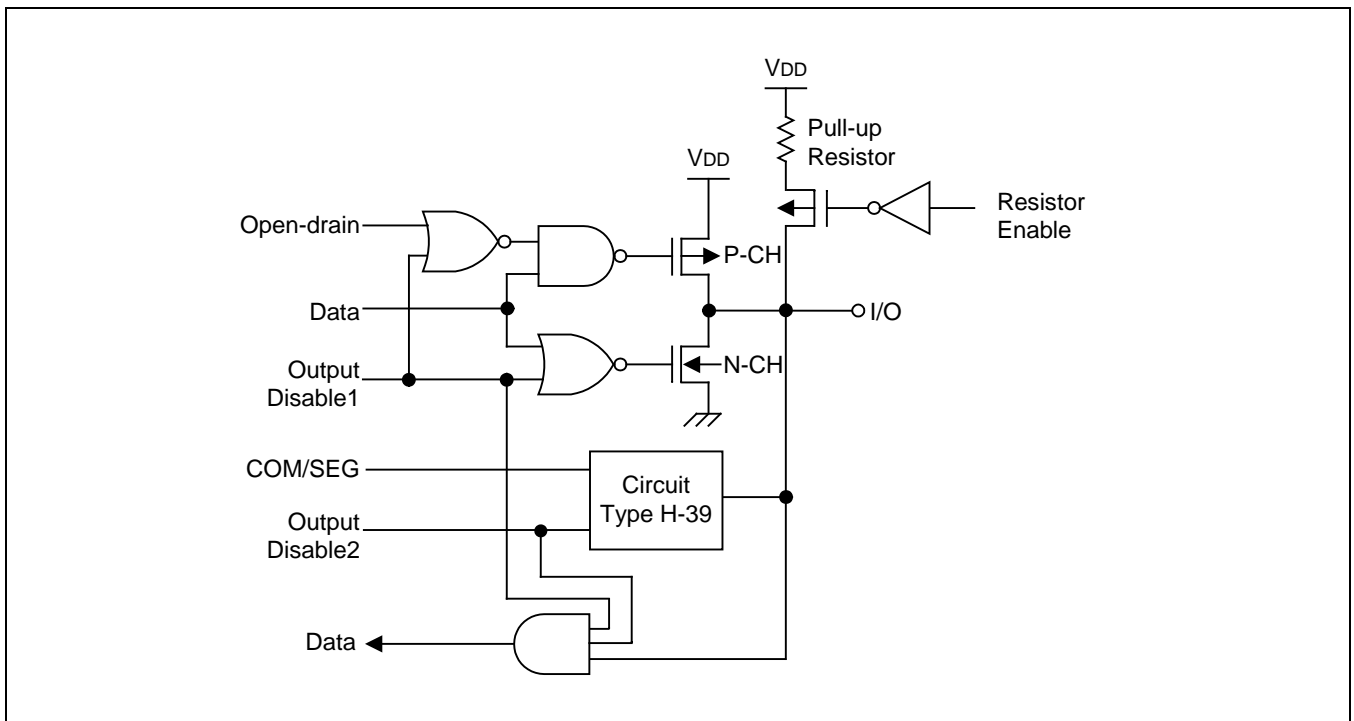 VDD
Pull-up
Resistor
VDD
Resistor
Enable
Open-drain
P-CH
Data
I/O
Output
Disable1
N-CH
COM/SEG
Circuit
Type H-39
Output
Disable2
Data